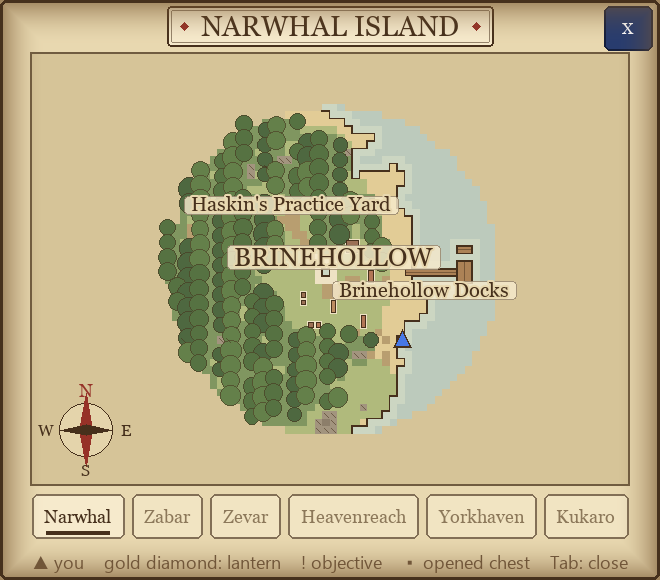 NARWHAL ISLAND
X
Haskin's Practice Yard
BRINEHOLLOW
Brinehollow Docks
N
W E
S
Narwhal Zabar Zevar Heavenreach Yorkhaven Kukaro
▲ you gold diamond: lantern ! objective • opened chest Tab: close